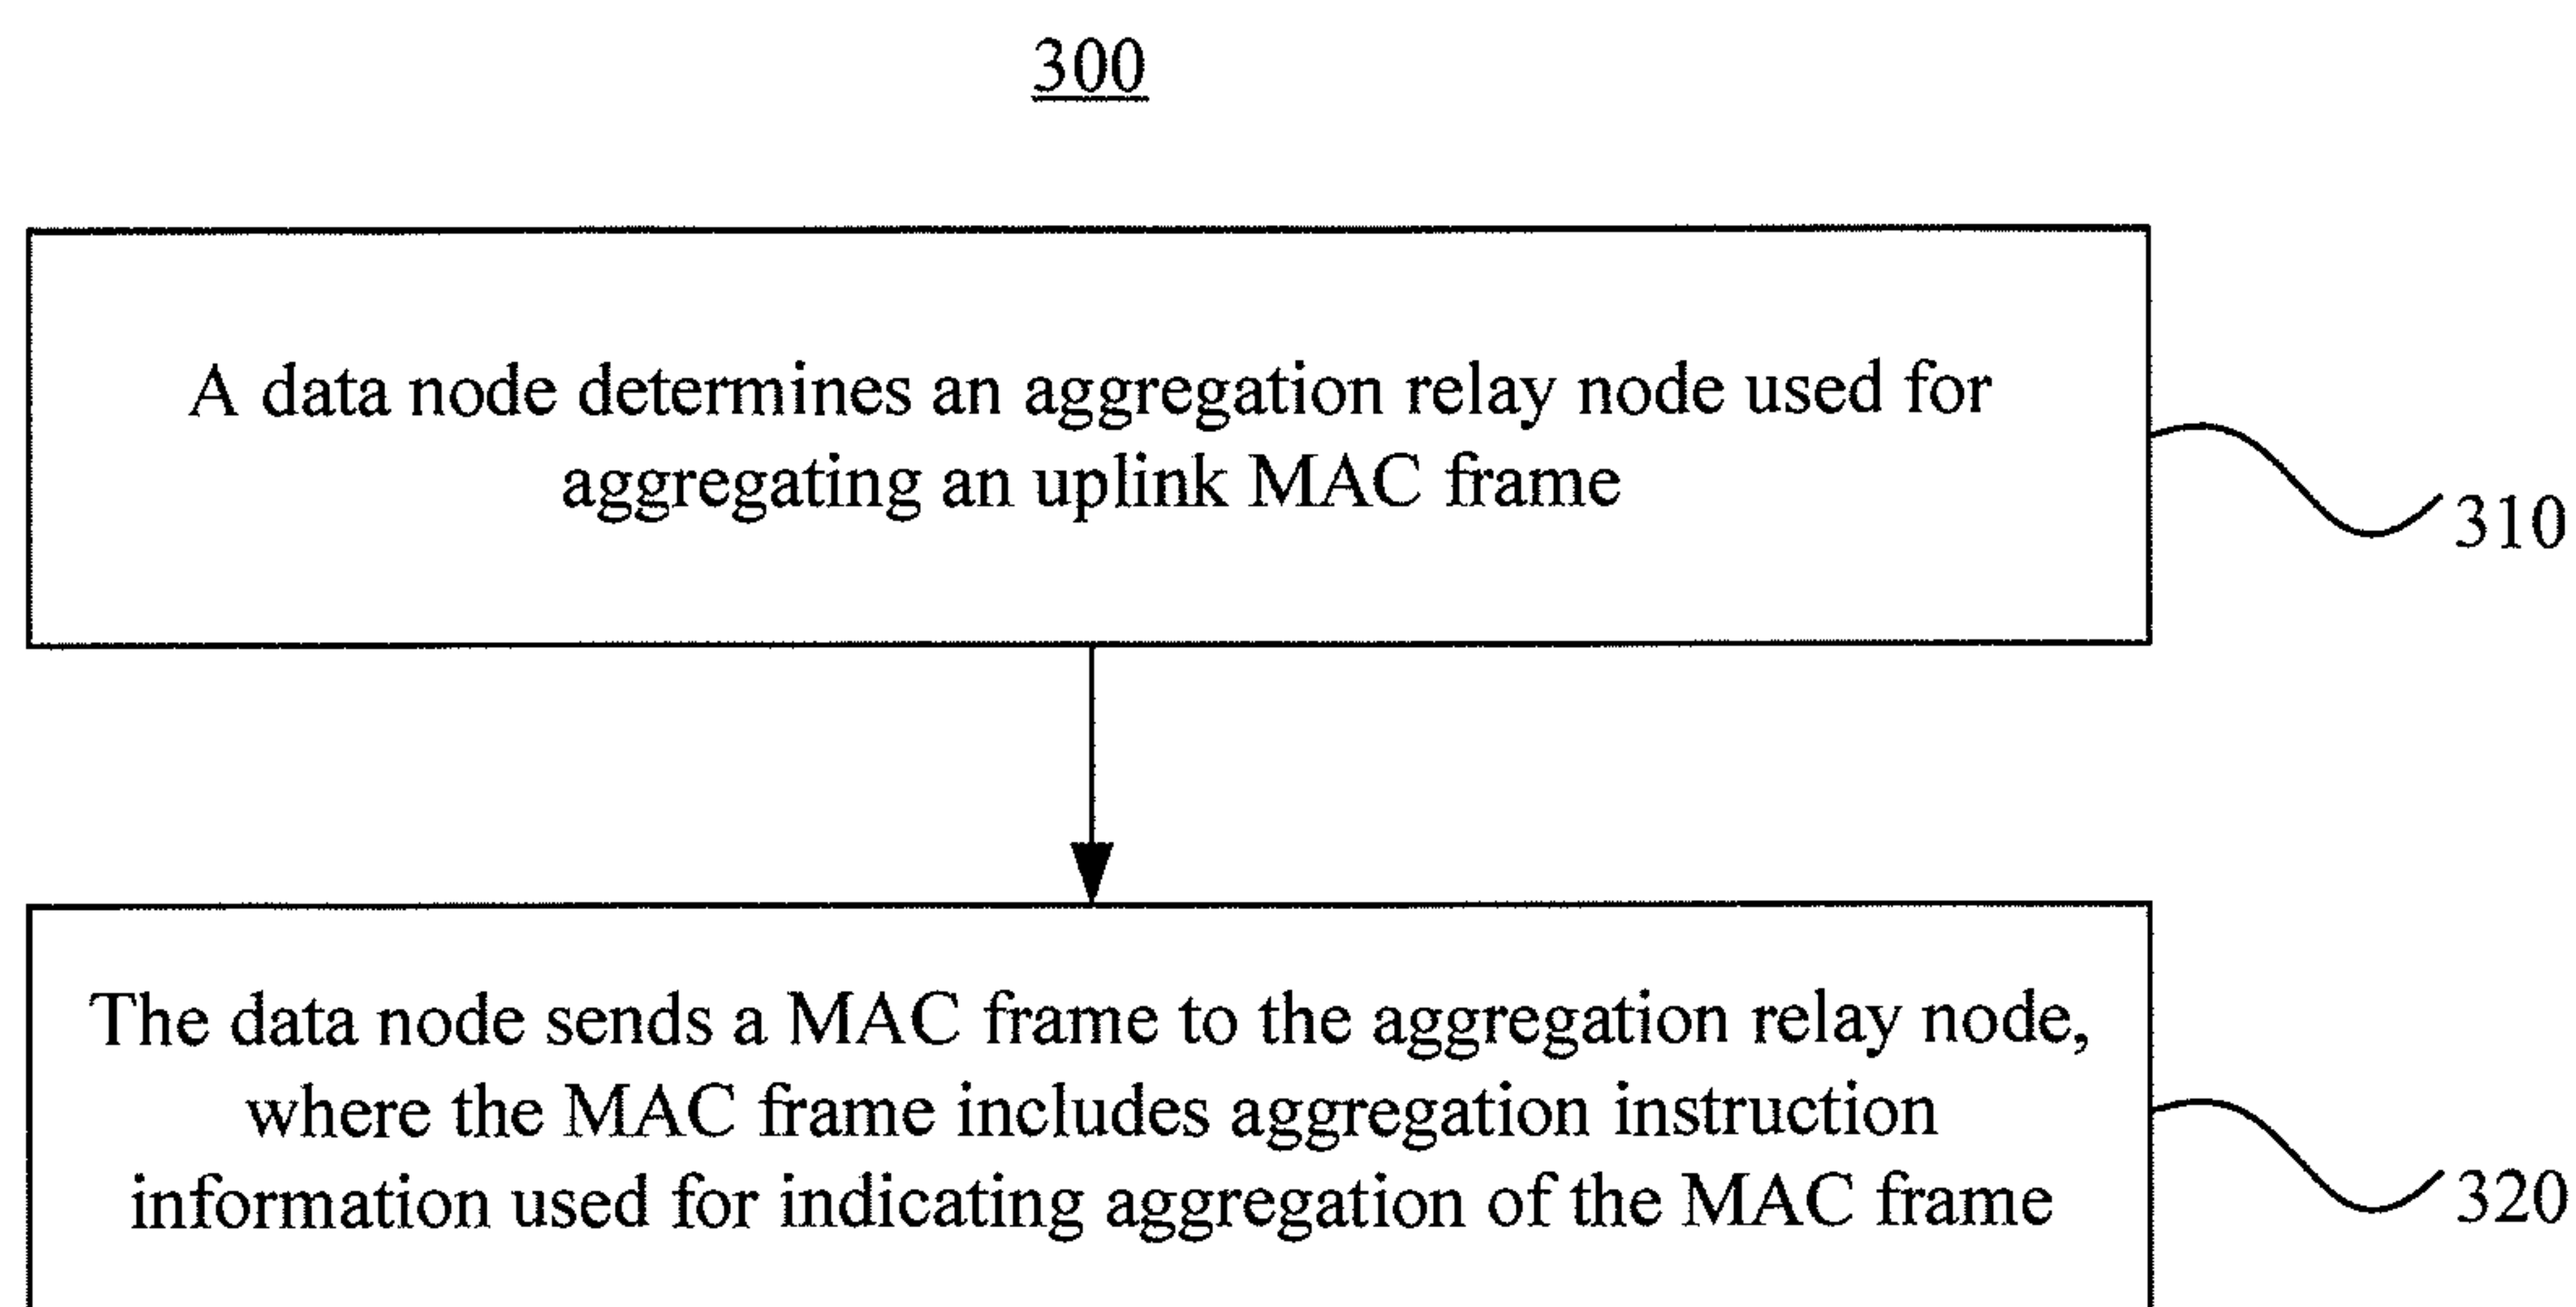 300
A data node determines an aggregation relay node used for
aggregating an uplink MAC frame
310
The data node sends a MAC frame to the aggregation relay node,
where the MAC frame includes aggregation instruction
information used for indicating aggregation of the MAC frame
320